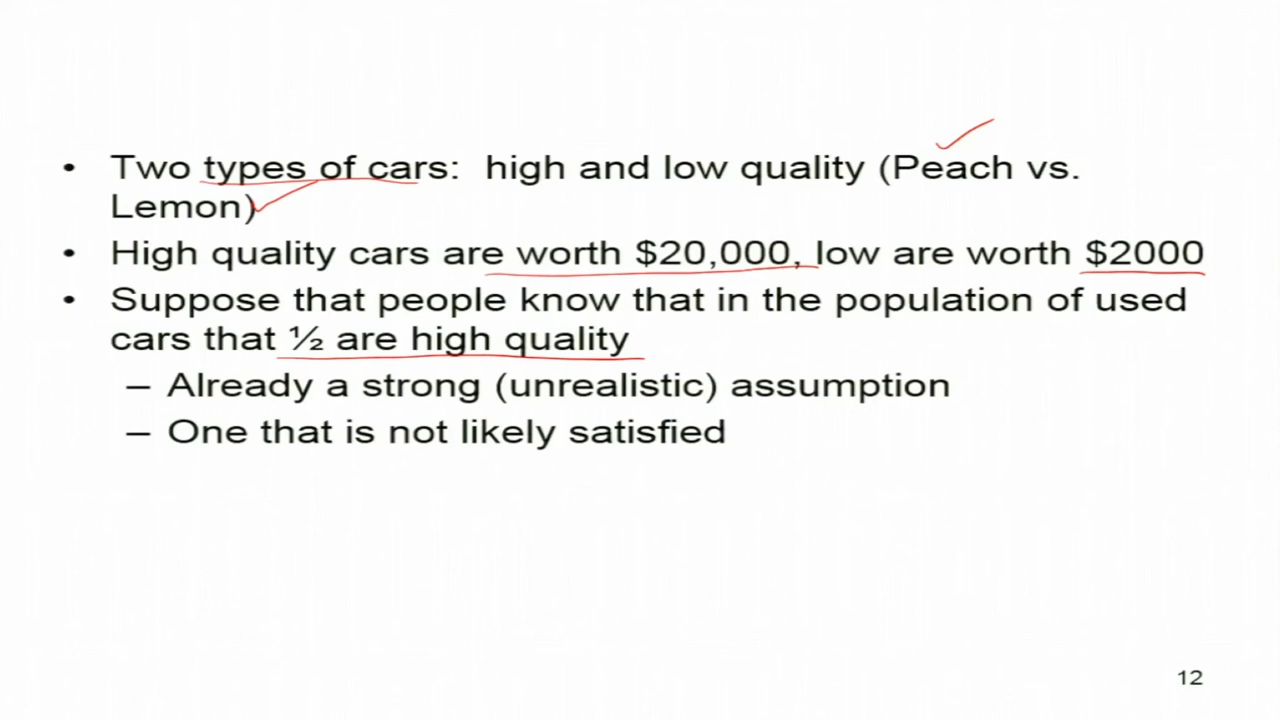 • Two types of cars:  high and low quality (Peach vs.
Lemon)
• High quality cars are worth $20,000, low are worth $2000
• Suppose that people know that in the population of used
cars that ½ are high quality
– Already a strong (unrealistic) assumption
– One that is not likely satisfied
12